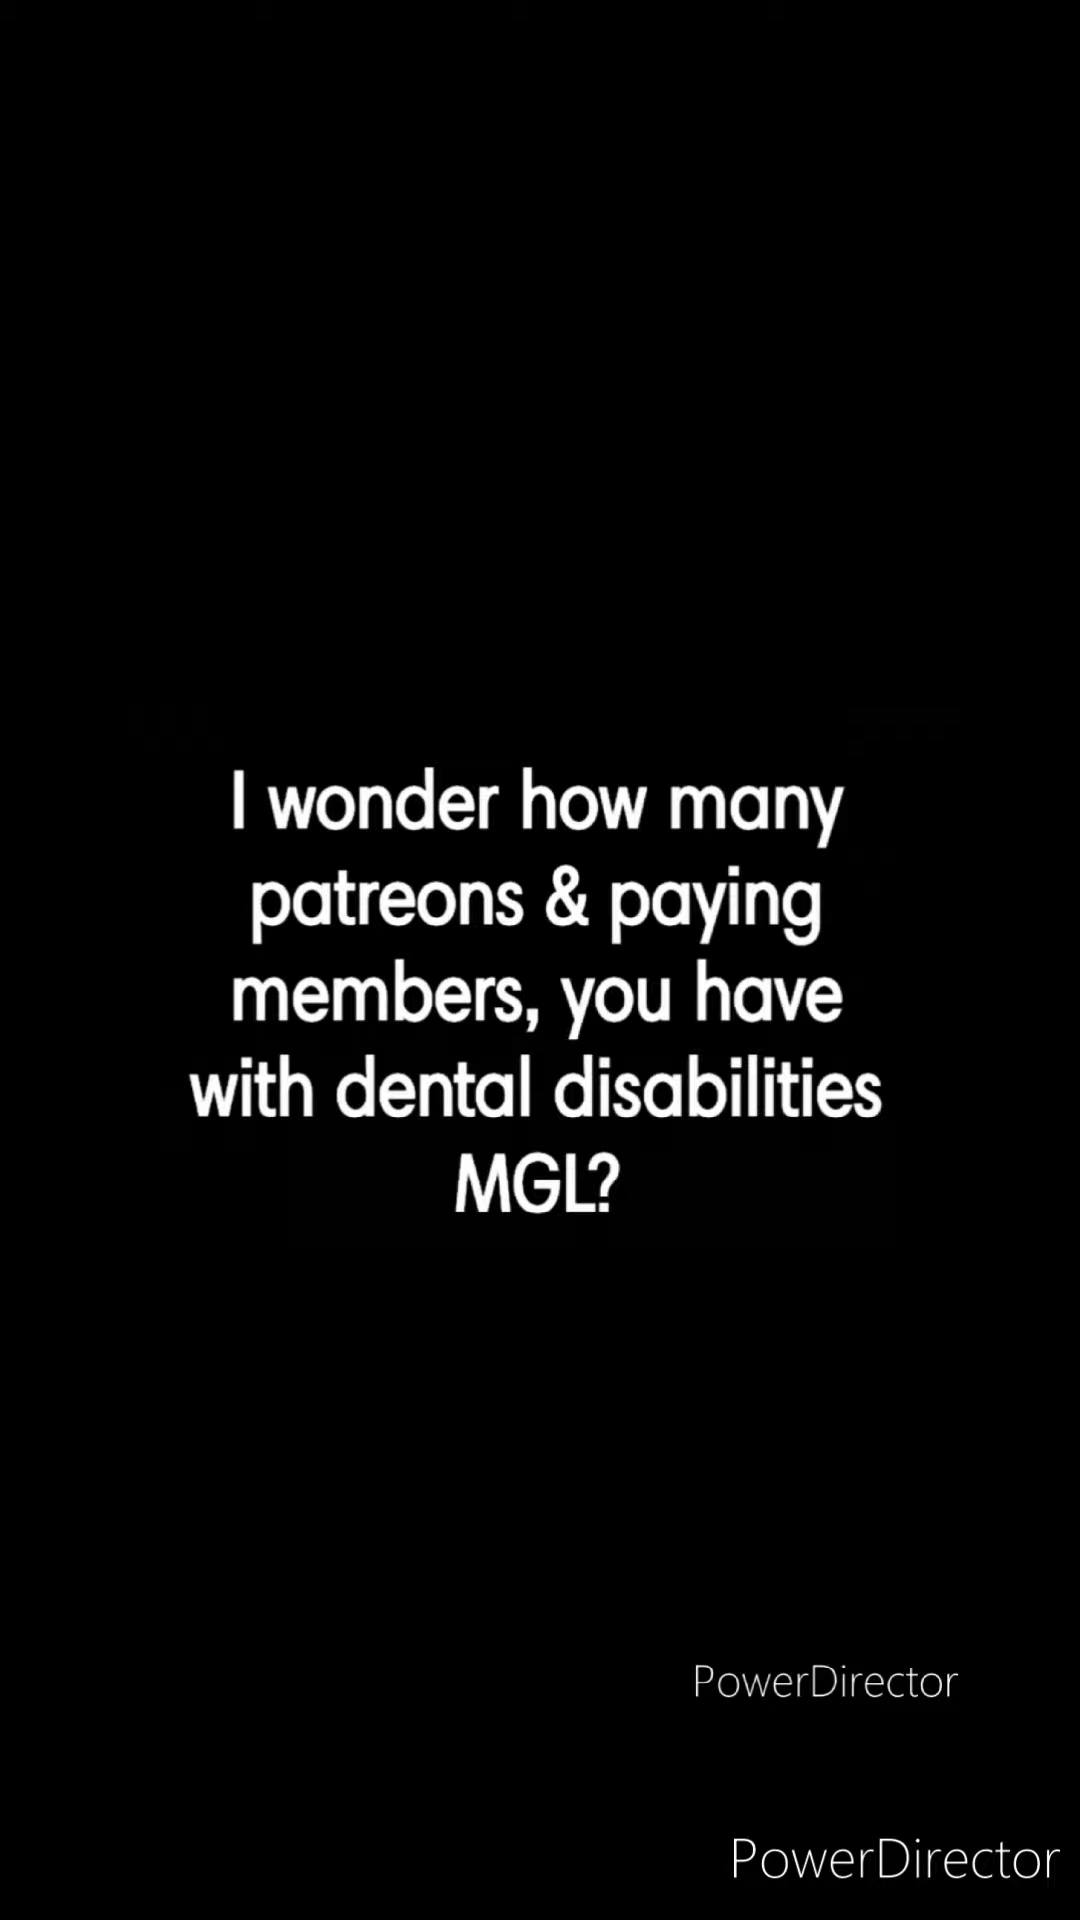 I wonder how many
patreons & paying
members, you have
with dental disabilities
MGL?
PowerDirector
PowerDirector